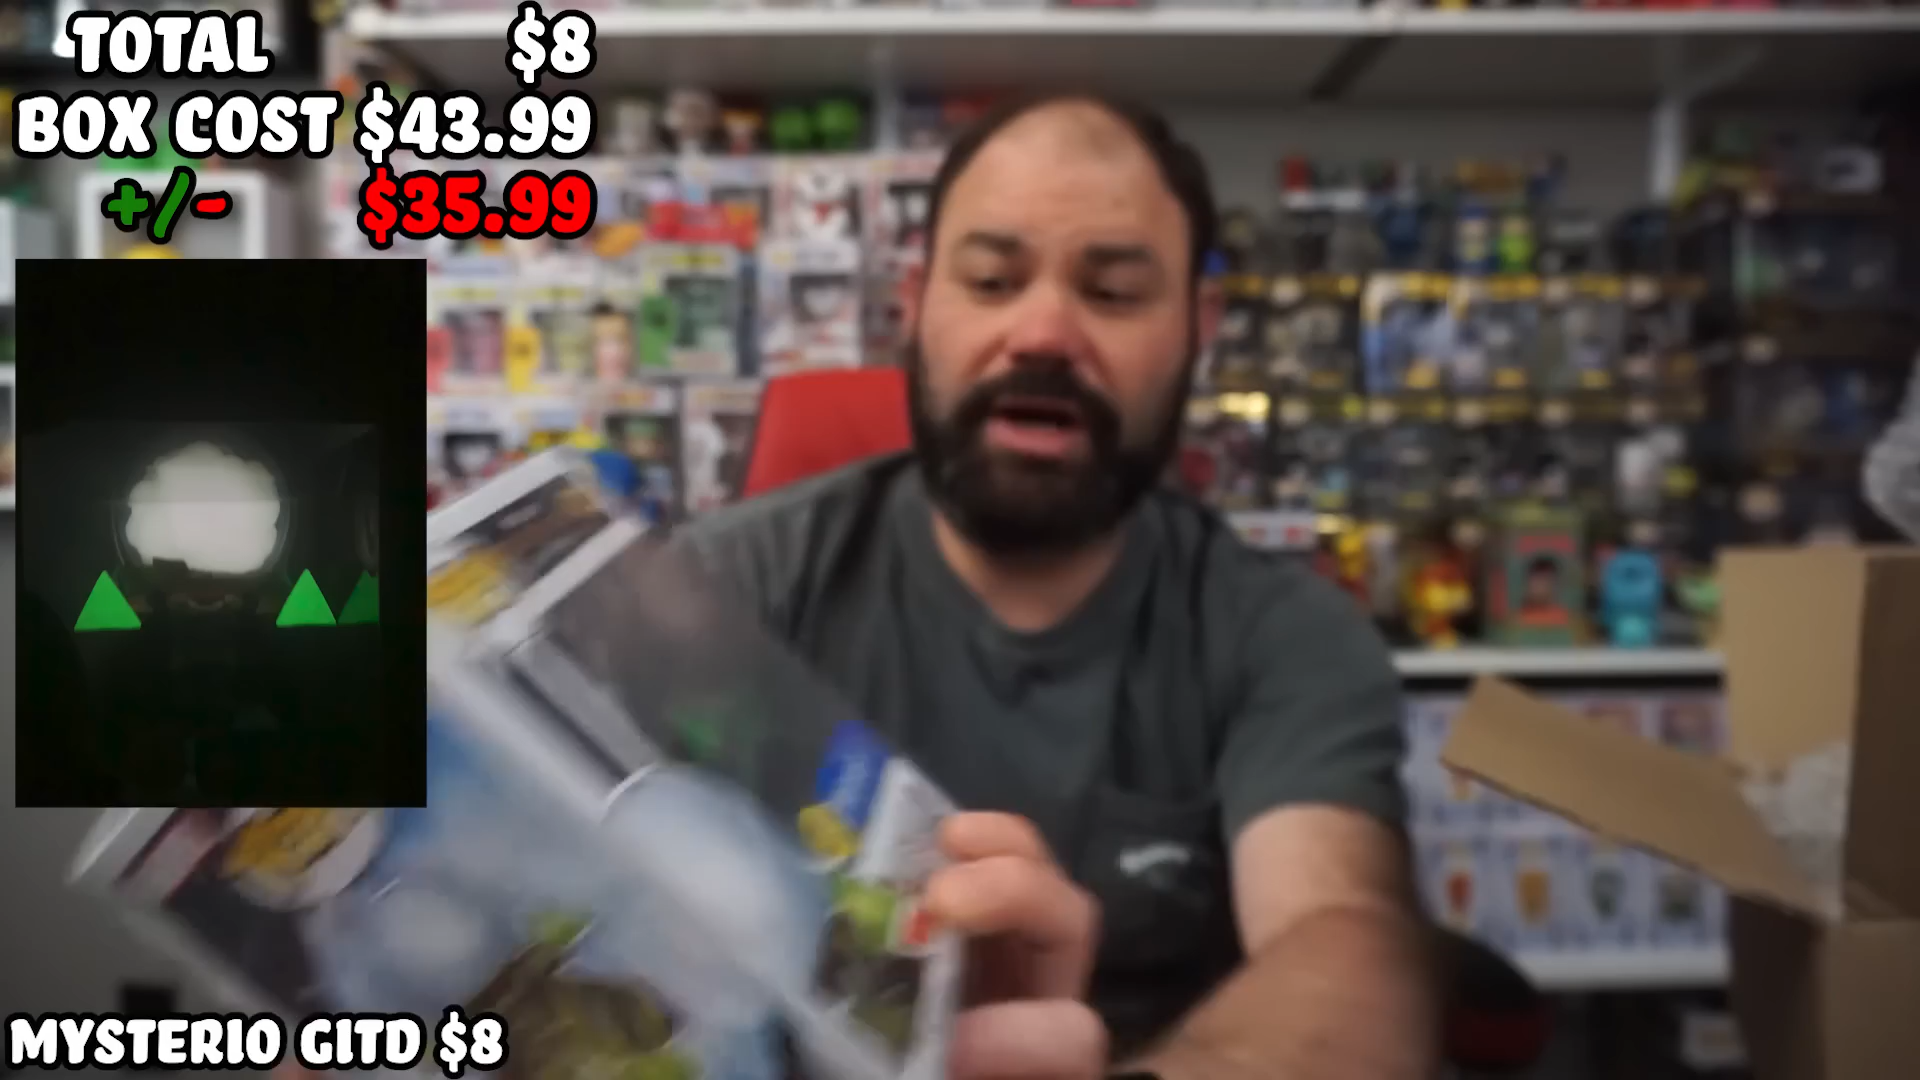 TOTAL $8
BOX COST $43.99
+/- $35.99
MYSTERIO GITD $8